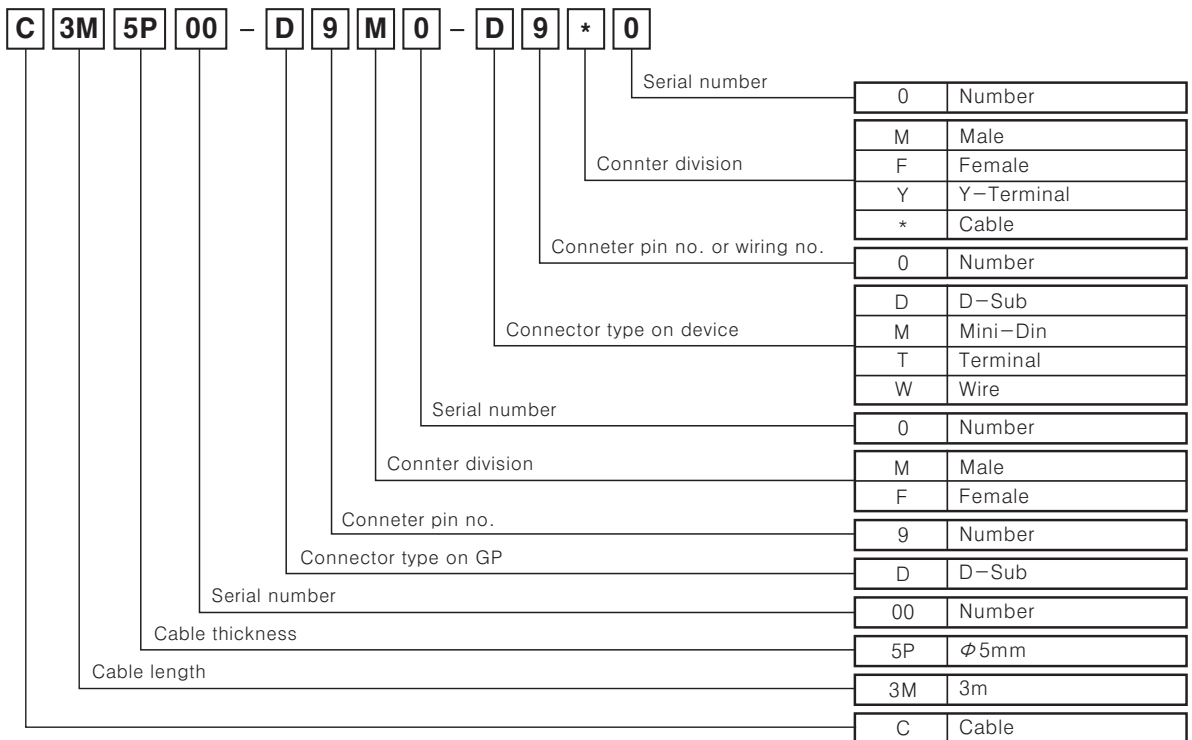 C 3M 5P 00 – D 9 M 0 – D 9 * 0
Serial number
0 Number
M Male
Connter division
F Female
Y Y-Terminal
* Cable
Conneter pin no. or wiring no.
0 Number
D D-Sub
Connector type on device
M Mini-Din
T Terminal
W Wire
Serial number
0 Number
Connter division
M Male
F Female
Conneter pin no.
9 Number
Connector type on GP
D D-Sub
Serial number
00 Number
Cable thickness
5P Φ5mm
Cable length
3M 3m
C Cable